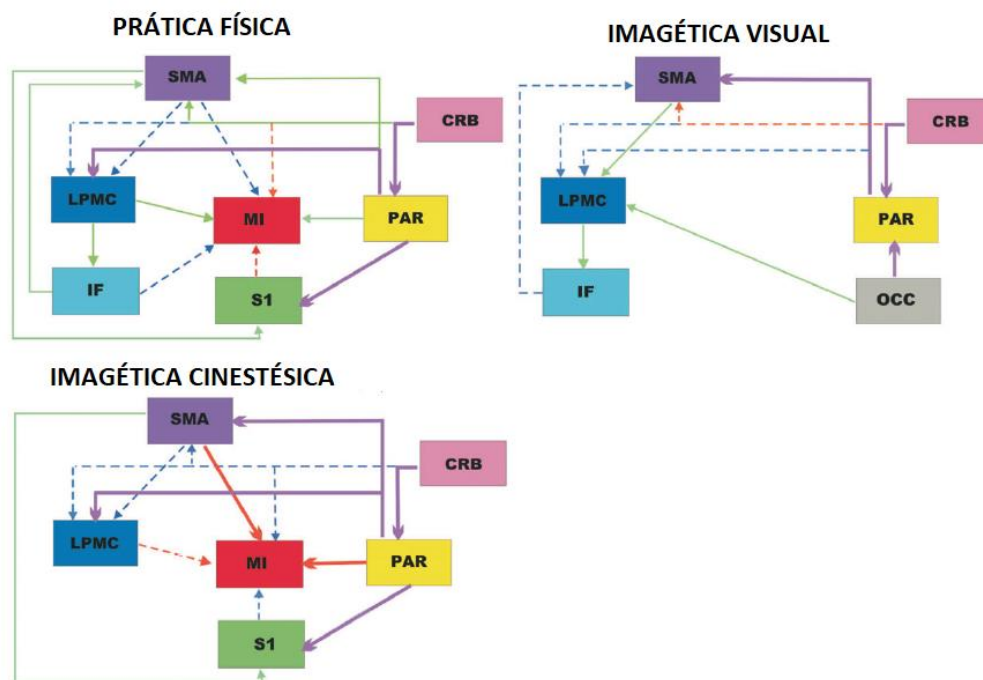 PRÁTICA FÍSICA
SMA
CRB
LPMC
MI
PAR
IF
S1
IMAGÉTICA VISUAL
SMA
CRB
LPMC
PAR
IF
OCC
IMAGÉTICA CINESTÉSICA
SMA
CRB
LPMC
MI
PAR
S1